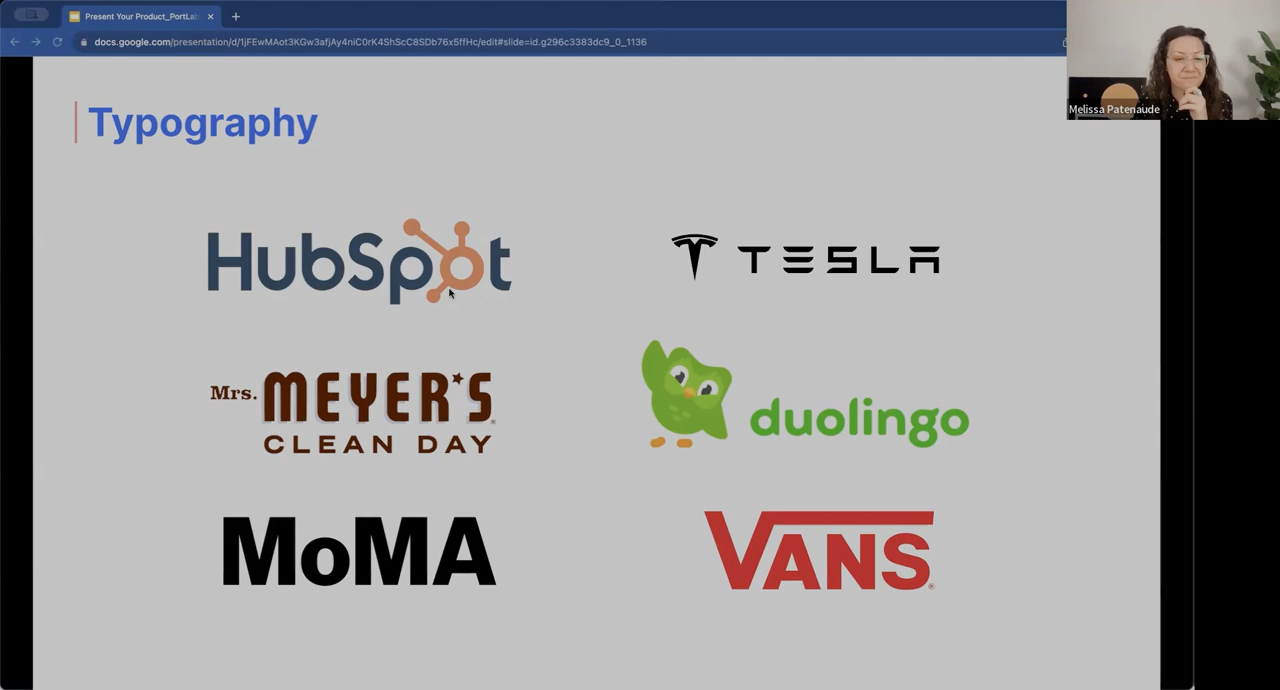 Present Your Product_PortLa
docs.google.com/presentation/d/1jFEwMAot3KGw3afjAy4niC0rK4ShScC8SDb76x5ffHc/edit#slide=id.g296c3383dc9_0_1136
Melissa Patenaude
Typography
HubSpot
TESLA
Mrs. MEYER'S
CLEAN DAY
duolingo
MoMA
VANS